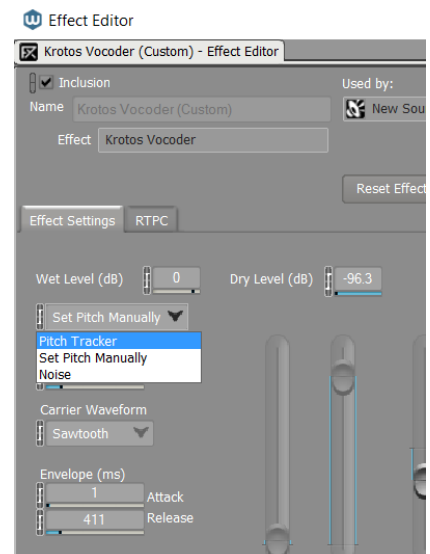 Effect Editor
Krotos Vocoder (Custom) - Effect Editor
Inclusion
Used by:
Name Krotos Vocoder (Custom)
New Sou
Effect Krotos Vocoder
Reset Effect
Effect Settings RTPC
Wet Level (dB) 0 Dry Level (dB) -96.3
Set Pitch Manually
Pitch Tracker
Set Pitch Manually
Noise
Carrier Waveform
Sawtooth
Envelope (ms)
1 Attack
411 Release